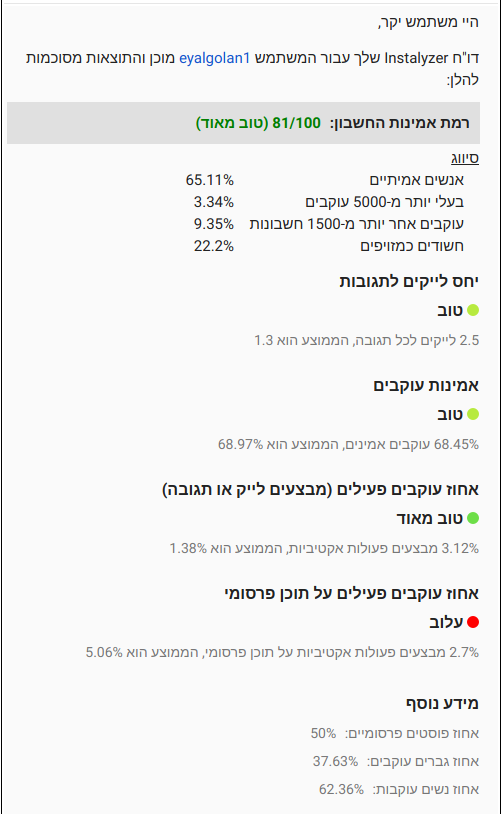 היי משתמש יקר,
דו"ח Instalyzer שלך עבור המשתמש eyalgolan1 מוכן והתוצאות מסוכמות
להלן:
רמת אמינות החשבון: 81/100 (טוב מאוד)
סיווג
אנשים אמיתיים 65.11%
בעלי יותר מ-5000 עוקבים 3.34%
עוקבים אחר יותר מ-1500 חשבונות 9.35%
חשודים כמזויפים 22.2%
יחס לייקים לתגובות
טוב
2.5 לייקים לכל תגובה, הממוצע הוא 1.3
אמינות עוקבים
טוב
68.45% עוקבים אמינים, הממוצע הוא 68.97%
אחוז עוקבים פעילים (מבצעים לייק או תגובה)
טוב מאוד
3.12% מבצעים פעולות אקטיביות, הממוצע הוא 1.38%
אחוז עוקבים פעילים על תוכן פרסומי
עלוב
2.7% מבצעים פעולות אקטיביות על תוכן פרסומי, הממוצע הוא 5.06%
מידע נוסף
אחוז פוסטים פרסומיים: 50%
אחוז גברים עוקבים: 37.63%
אחוז נשים עוקבות: 62.36%